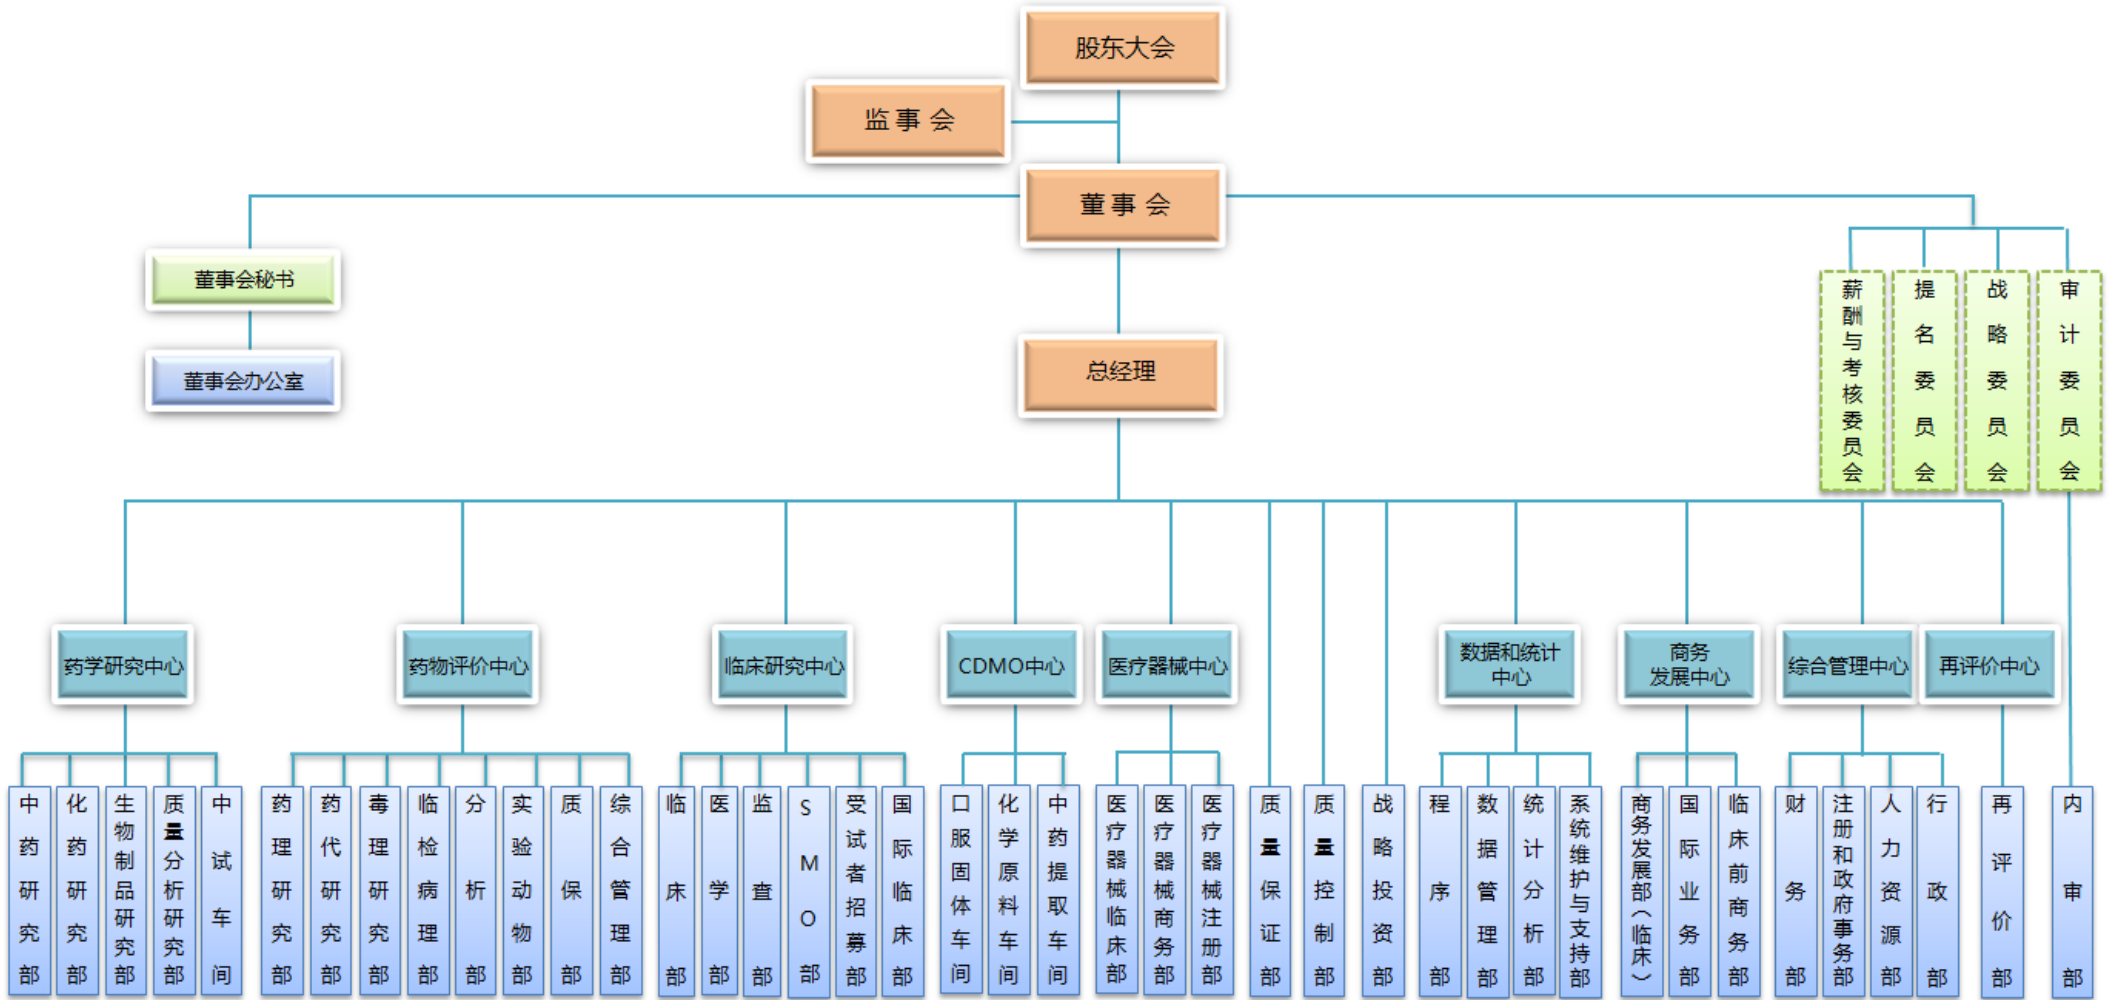 股东大会
监事会
董事会
董事会秘书
董事会办公室
总经理
薪酬与考核委员会
提名委员会
战略委员会
审计委员会
药学研究中心
药物评价中心
临床研究中心
CDMO中心
医疗器械中心
数据和统计
中心
商务
发展中心
综合管理中心
再评价中心
中药研究部
化药研究部
生物制品研究部
质量分析研究部
中试车间
药理研究部
药代研究部
毒理研究部
临检病理部
分析部
实验动物部
质保部
综合管理部
临床部
医学部
监查部
SMO部
受试者招募部
国际临床部
口服固体车间
化学原料车间
中药提取车间
医疗器械临床部
医疗器械商务部
医疗器械注册部
质量保证部
质量控制部
战略投资部
程序部
数据管理部
统计分析部
系统维护与支持部
商务发展部（临床）
国际业务部
临床前商务部
财务部
注册和政府事务部
人力资源部
行政部
再评价部
内审部